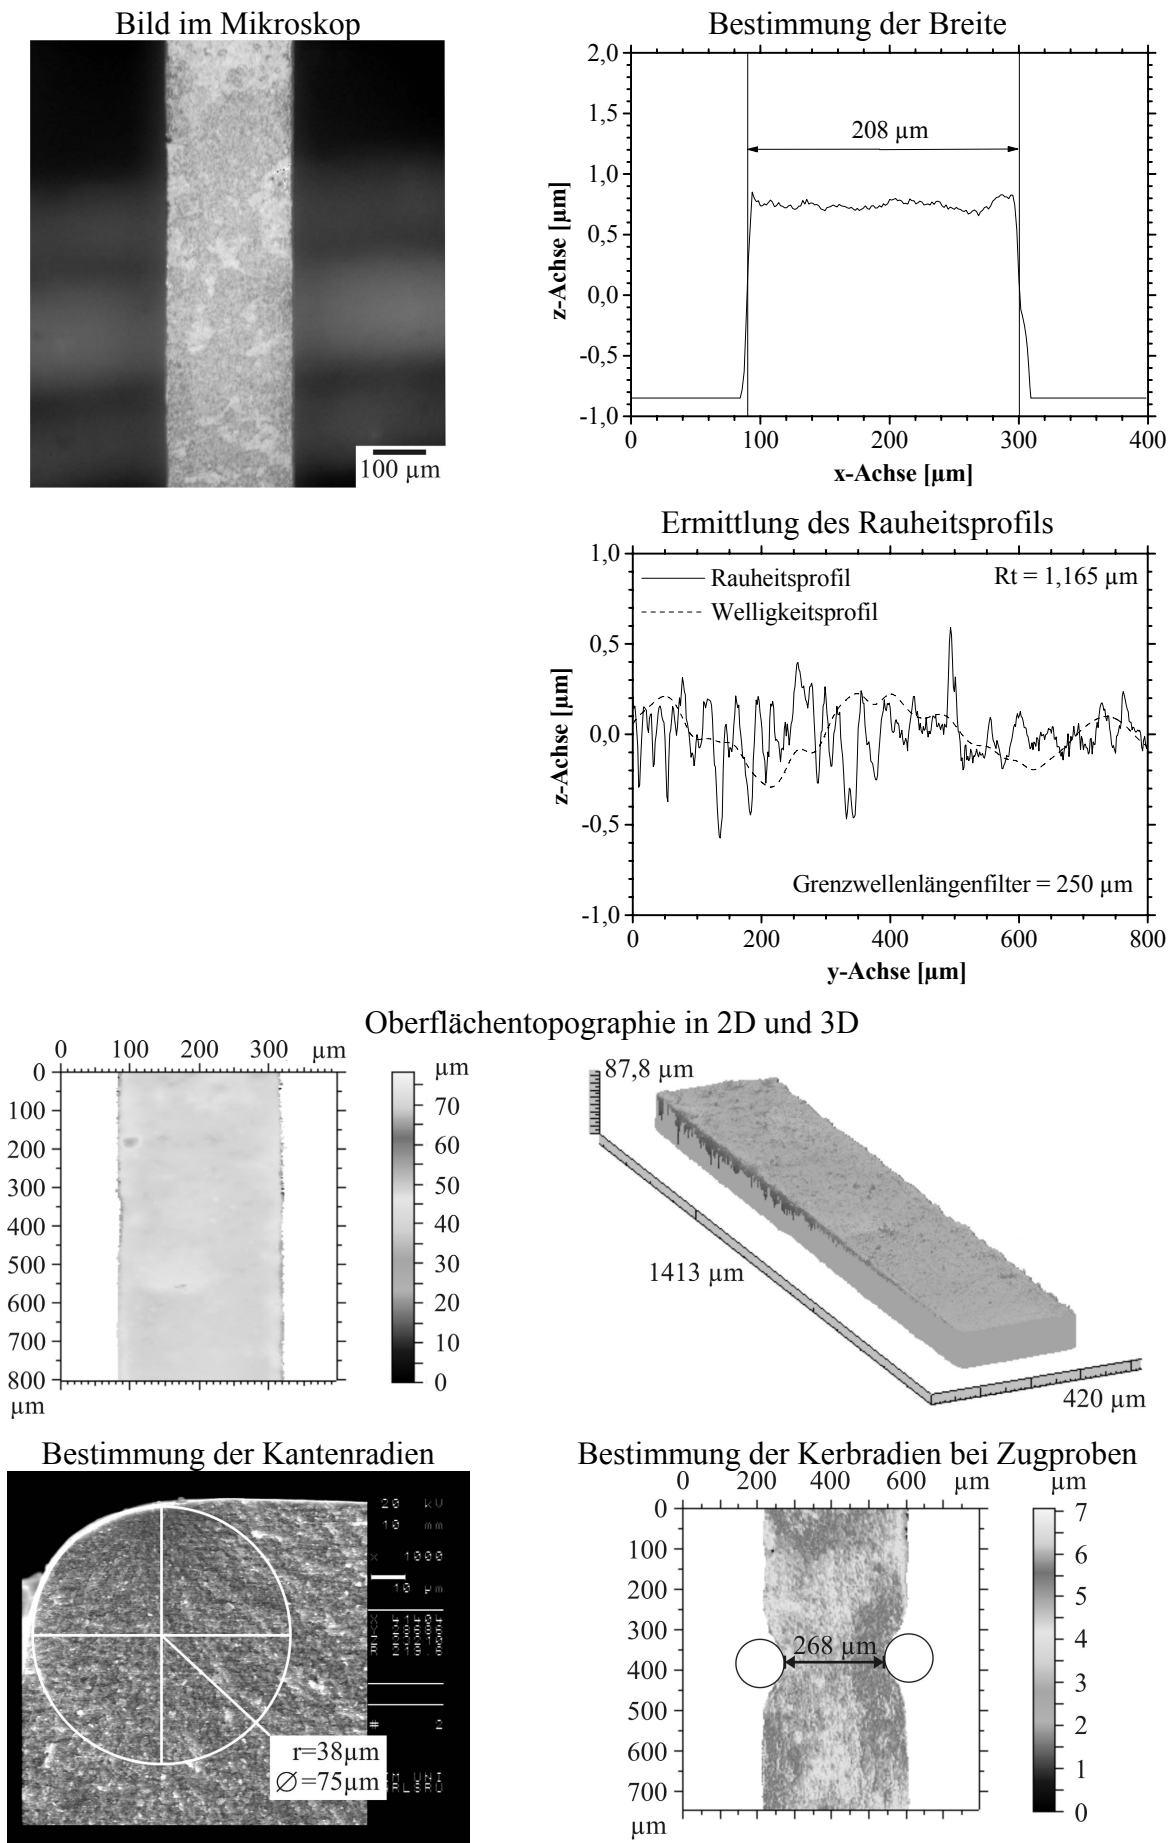 Bild im Mikroskop
100 µm
Bestimmung der Breite
2,0
1,5
1,0
0,5
0,0
-0,5
-1,0
z-Achse [µm]
208 µm
0 100 200 300 400
x-Achse [µm]
Ermittlung des Rauheitsprofils
1,0
0,5
0,0
-0,5
-1,0
z-Achse [µm]
Rauheitsprofil
Welligkeitsprofil
Rt = 1,165 µm
Grenzwellenlängenfilter = 250 µm
0 200 400 600 800
y-Achse [µm]
Oberflächentopographie in 2D und 3D
0 100 200 300 µm
0
100
200
300
400
500
600
700
800
µm
µm
70
60
50
40
30
20
10
0
87,8 µm
1413 µm
420 µm
Bestimmung der Kantenradien
20 kV
10 mm
x 1000
10 µm
# 2
UNI
r=38µm
∅=75µm
Bestimmung der Kerbradien bei Zugproben
0 200 400 600 µm
0
100
200
300
400
500
600
700
µm
268 µm
µm
7
6
5
4
3
2
1
0